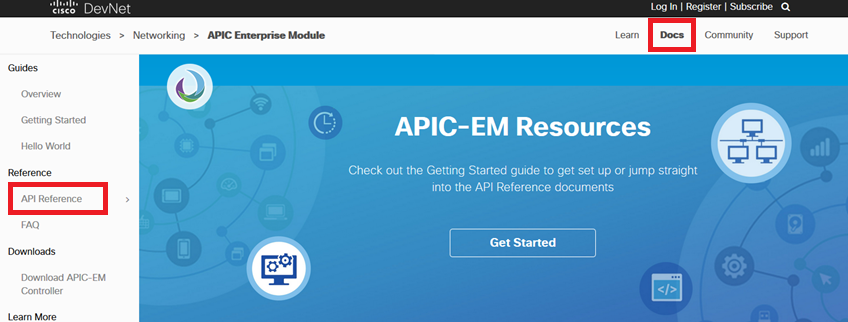 CISCO DevNet
Log In | Register | Subscribe
Technologies > Networking > APIC Enterprise Module
Learn Docs Community Support
Guides
Overview
Getting Started
Hello World
Reference
API Reference >
FAQ
Downloads
Download APIC-EM
Controller
Learn More
APIC-EM Resources
Check out the Getting Started guide to get set up or jump straight
into the API Reference documents
Get Started